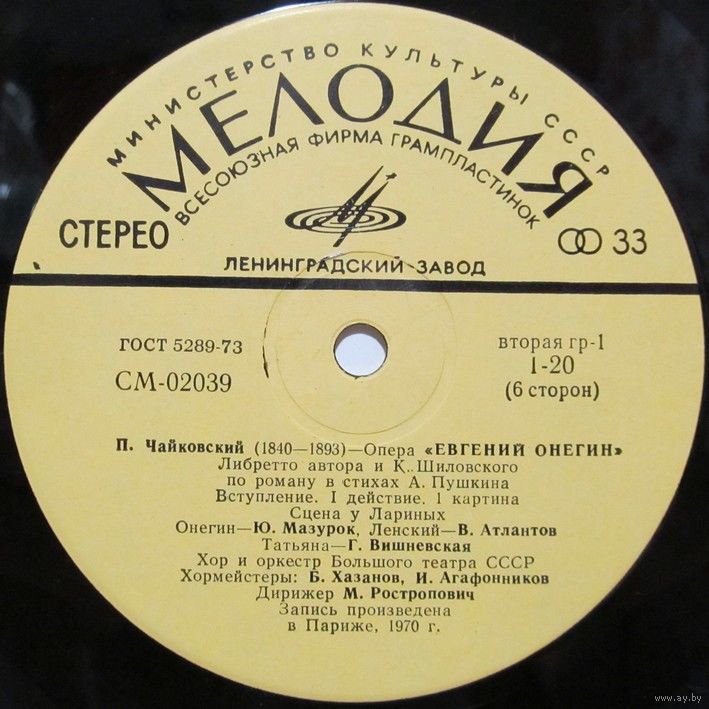 МИНИСТЕРСТВО КУЛЬТУРЫ СССР
МЕЛОДИЯ
ВСЕСОЮЗНАЯ ФИРМА ГРАМПЛАСТИНОК
СТЕРЕО
33
ЛЕНИНГРАДСКИЙ ЗАВОД
ГОСТ 5289-73
вторая гр-1
СМ-02039
1-20
(6 сторон)
П. Чайковский (1840—1893)—Опера «ЕВГЕНИЙ ОНЕГИН»
Либретто автора и К. Шиловского
по роману в стихах А. Пушкина
Вступление. I действие. 1 картина
Сцена у Лариных
Онегин—Ю. Мазурок, Ленский—В. Атлантов
Татьяна—Г. Вишневская
Хор и оркестр Большого театра СССР
Хормейстеры: Б. Хазанов, И. Агафонников
Дирижер М. Ростропович
Запись произведена
в Париже, 1970 г.
www.ay.by